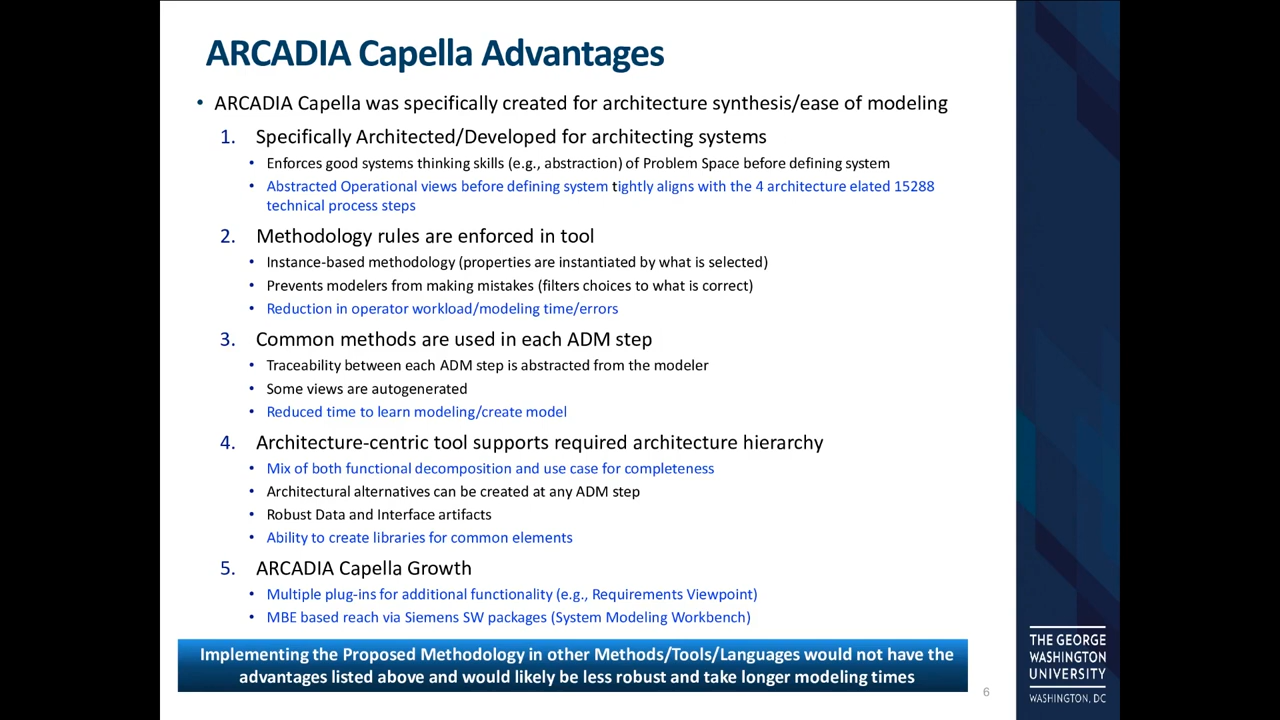 ARCADIA Capella Advantages
• ARCADIA Capella was specifically created for architecture synthesis/ease of modeling
1. Specifically Architected/Developed for architecting systems
• Enforces good systems thinking skills (e.g., abstraction) of Problem Space before defining system
• Abstracted Operational views before defining system tightly aligns with the 4 architecture elated 15288
technical process steps
2. Methodology rules are enforced in tool
• Instance-based methodology (properties are instantiated by what is selected)
• Prevents modelers from making mistakes (filters choices to what is correct)
• Reduction in operator workload/modeling time/errors
3. Common methods are used in each ADM step
• Traceability between each ADM step is abstracted from the modeler
• Some views are autogenerated
• Reduced time to learn modeling/create model
4. Architecture-centric tool supports required architecture hierarchy
• Mix of both functional decomposition and use case for completeness
• Architectural alternatives can be created at any ADM step
• Robust Data and Interface artifacts
• Ability to create libraries for common elements
5. ARCADIA Capella Growth
• Multiple plug-ins for additional functionality (e.g., Requirements Viewpoint)
• MBE based reach via Siemens SW packages (System Modeling Workbench)
Implementing the Proposed Methodology in other Methods/Tools/Languages would not have the
advantages listed above and would likely be less robust and take longer modeling times
6
THE GEORGE
WASHINGTON
UNIVERSITY
WASHINGTON, DC